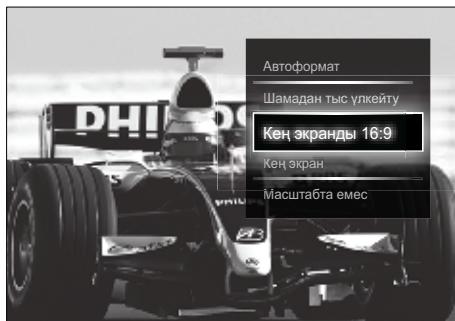 Автоформат
Шамадан тыс үлкейту
Кең экранды 16:9
Кең экран
Масштабта емес
PHILIPS